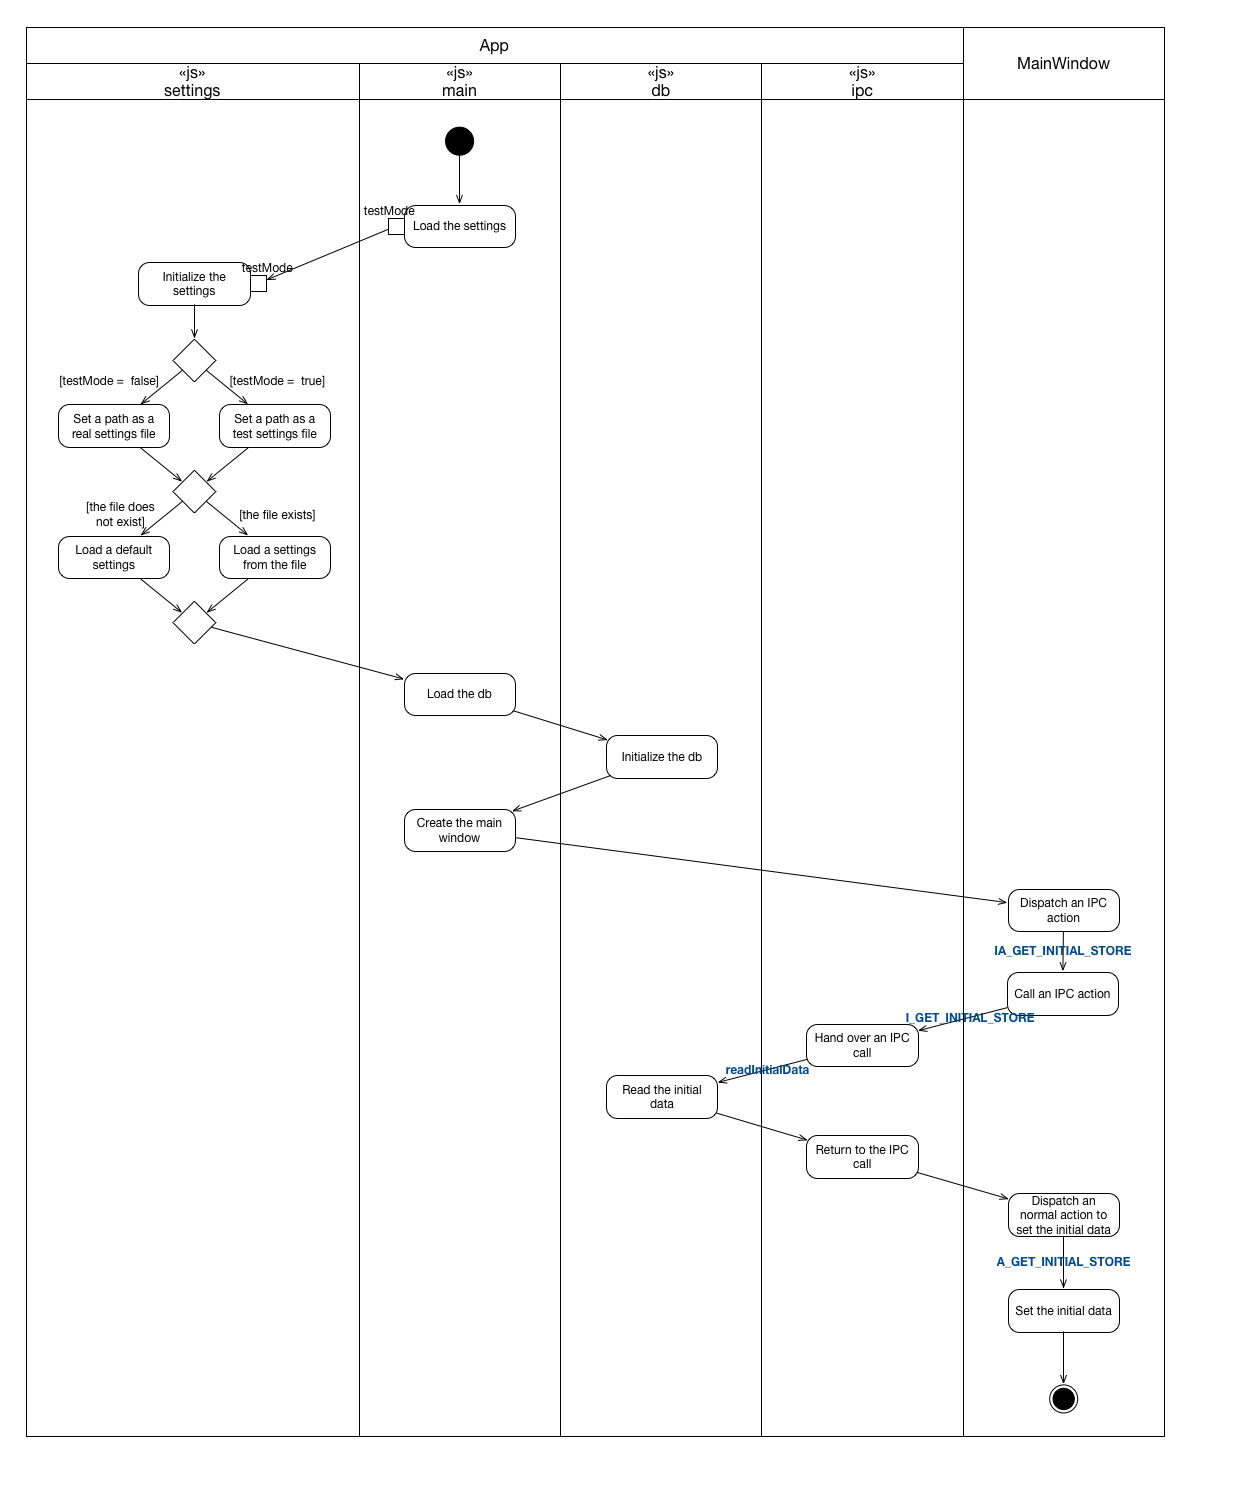 App
MainWindow
«js»
settings
«js»
main
«js»
db
«js»
ipc
testMode
Load the settings
testMode
Initialize the
settings
[testMode =  false]
[testMode =  true]
Set a path as a
real settings file
Set a path as a
test settings file
[the file does
not exist]
[the file exists]
Load a default
settings
Load a settings
from the file
Load the db
Initialize the db
Create the main
window
Dispatch an IPC
action
IA_GET_INITIAL_STORE
Call an IPC action
I_GET_INITIAL_STORE
Hand over an IPC
call
readInitialData
Read the initial
data
Return to the IPC
call
Dispatch an
normal action to
set the initial data
A_GET_INITIAL_STORE
Set the initial data